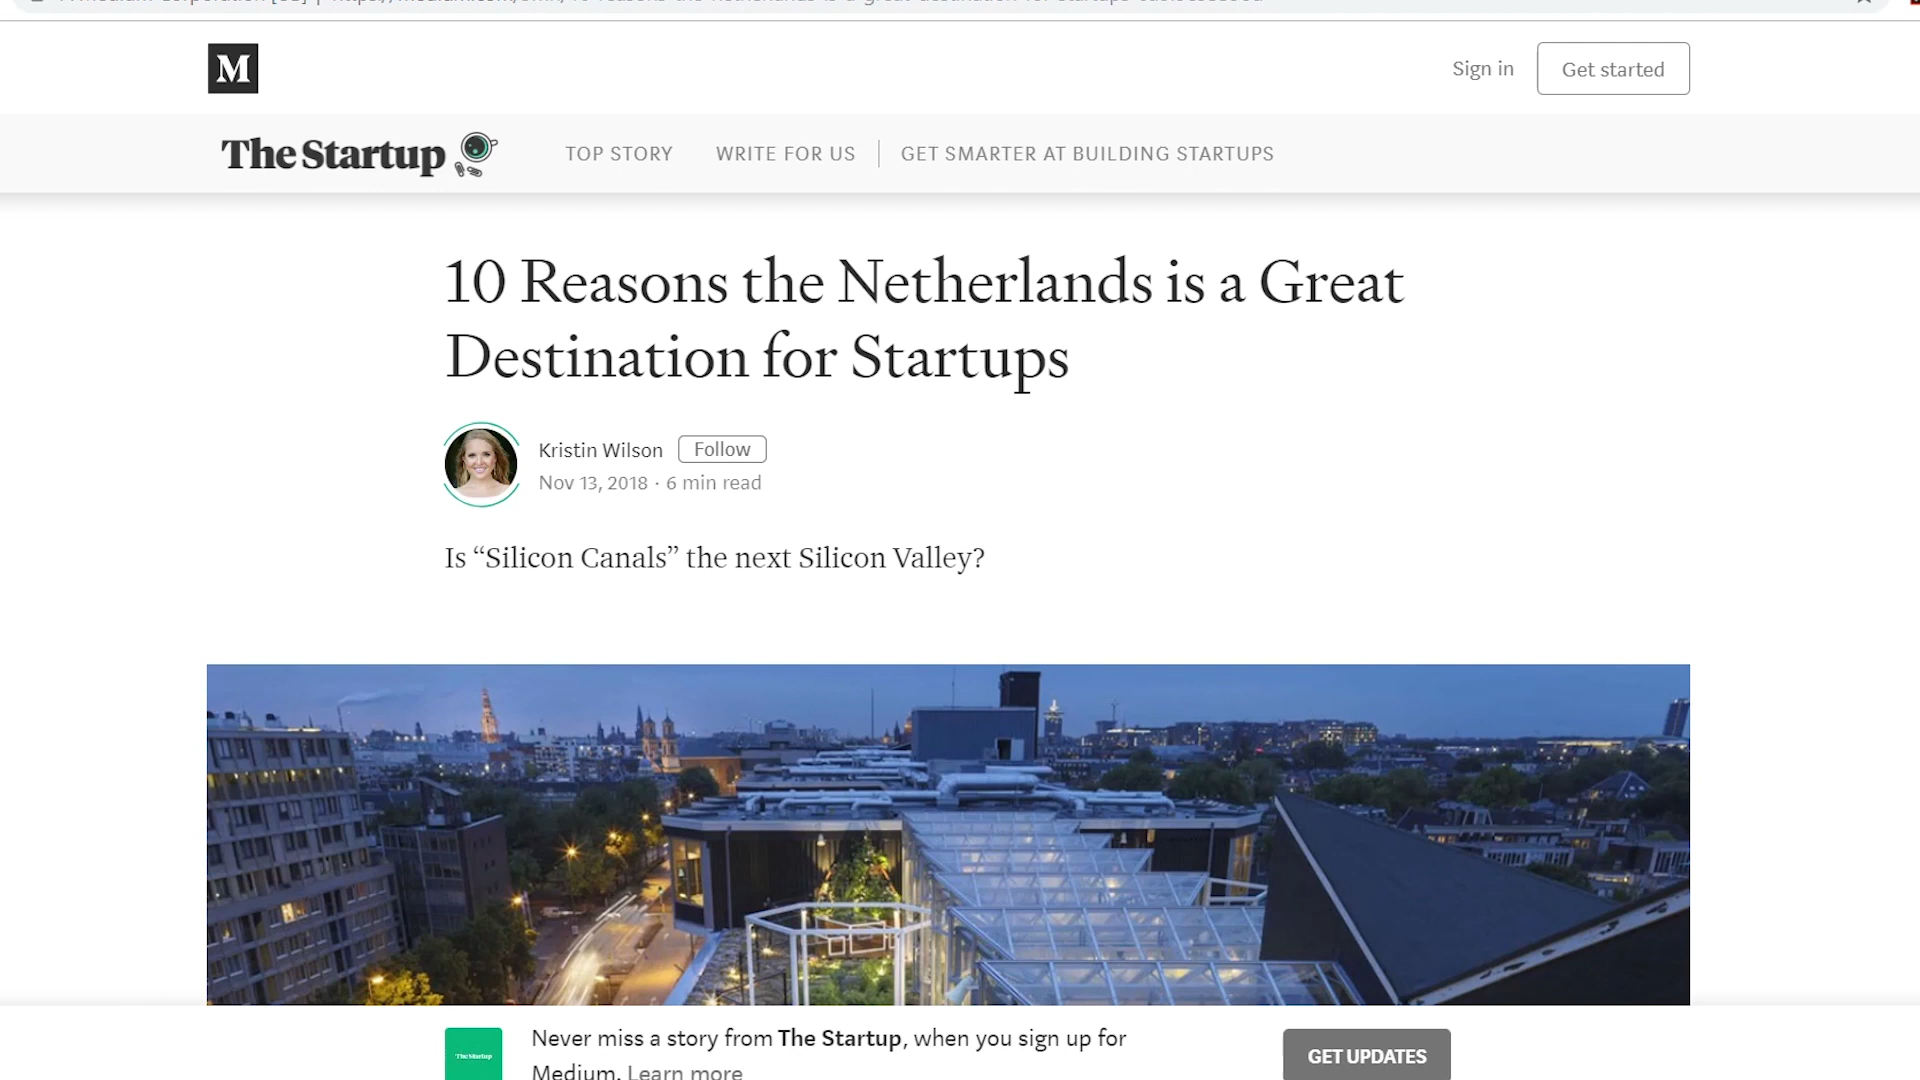 M
Sign in
Get started
The Startup
TOP STORY
WRITE FOR US
GET SMARTER AT BUILDING STARTUPS
10 Reasons the Netherlands is a Great
Destination for Startups
Kristin Wilson
Follow
Nov 13, 2018 · 6 min read
Is “Silicon Canals” the next Silicon Valley?
The Startup
Never miss a story from The Startup, when you sign up for
Medium. Learn more
GET UPDATES